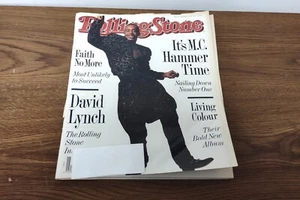 Rolling Stone
Faith
No More
Most Unlikely
to Succeed
David
Lynch
The Rolling
Stone
It's M.C.
Hammer
Time
Nailing Down
Number One
Living
Colour
Their
Bold New
Album